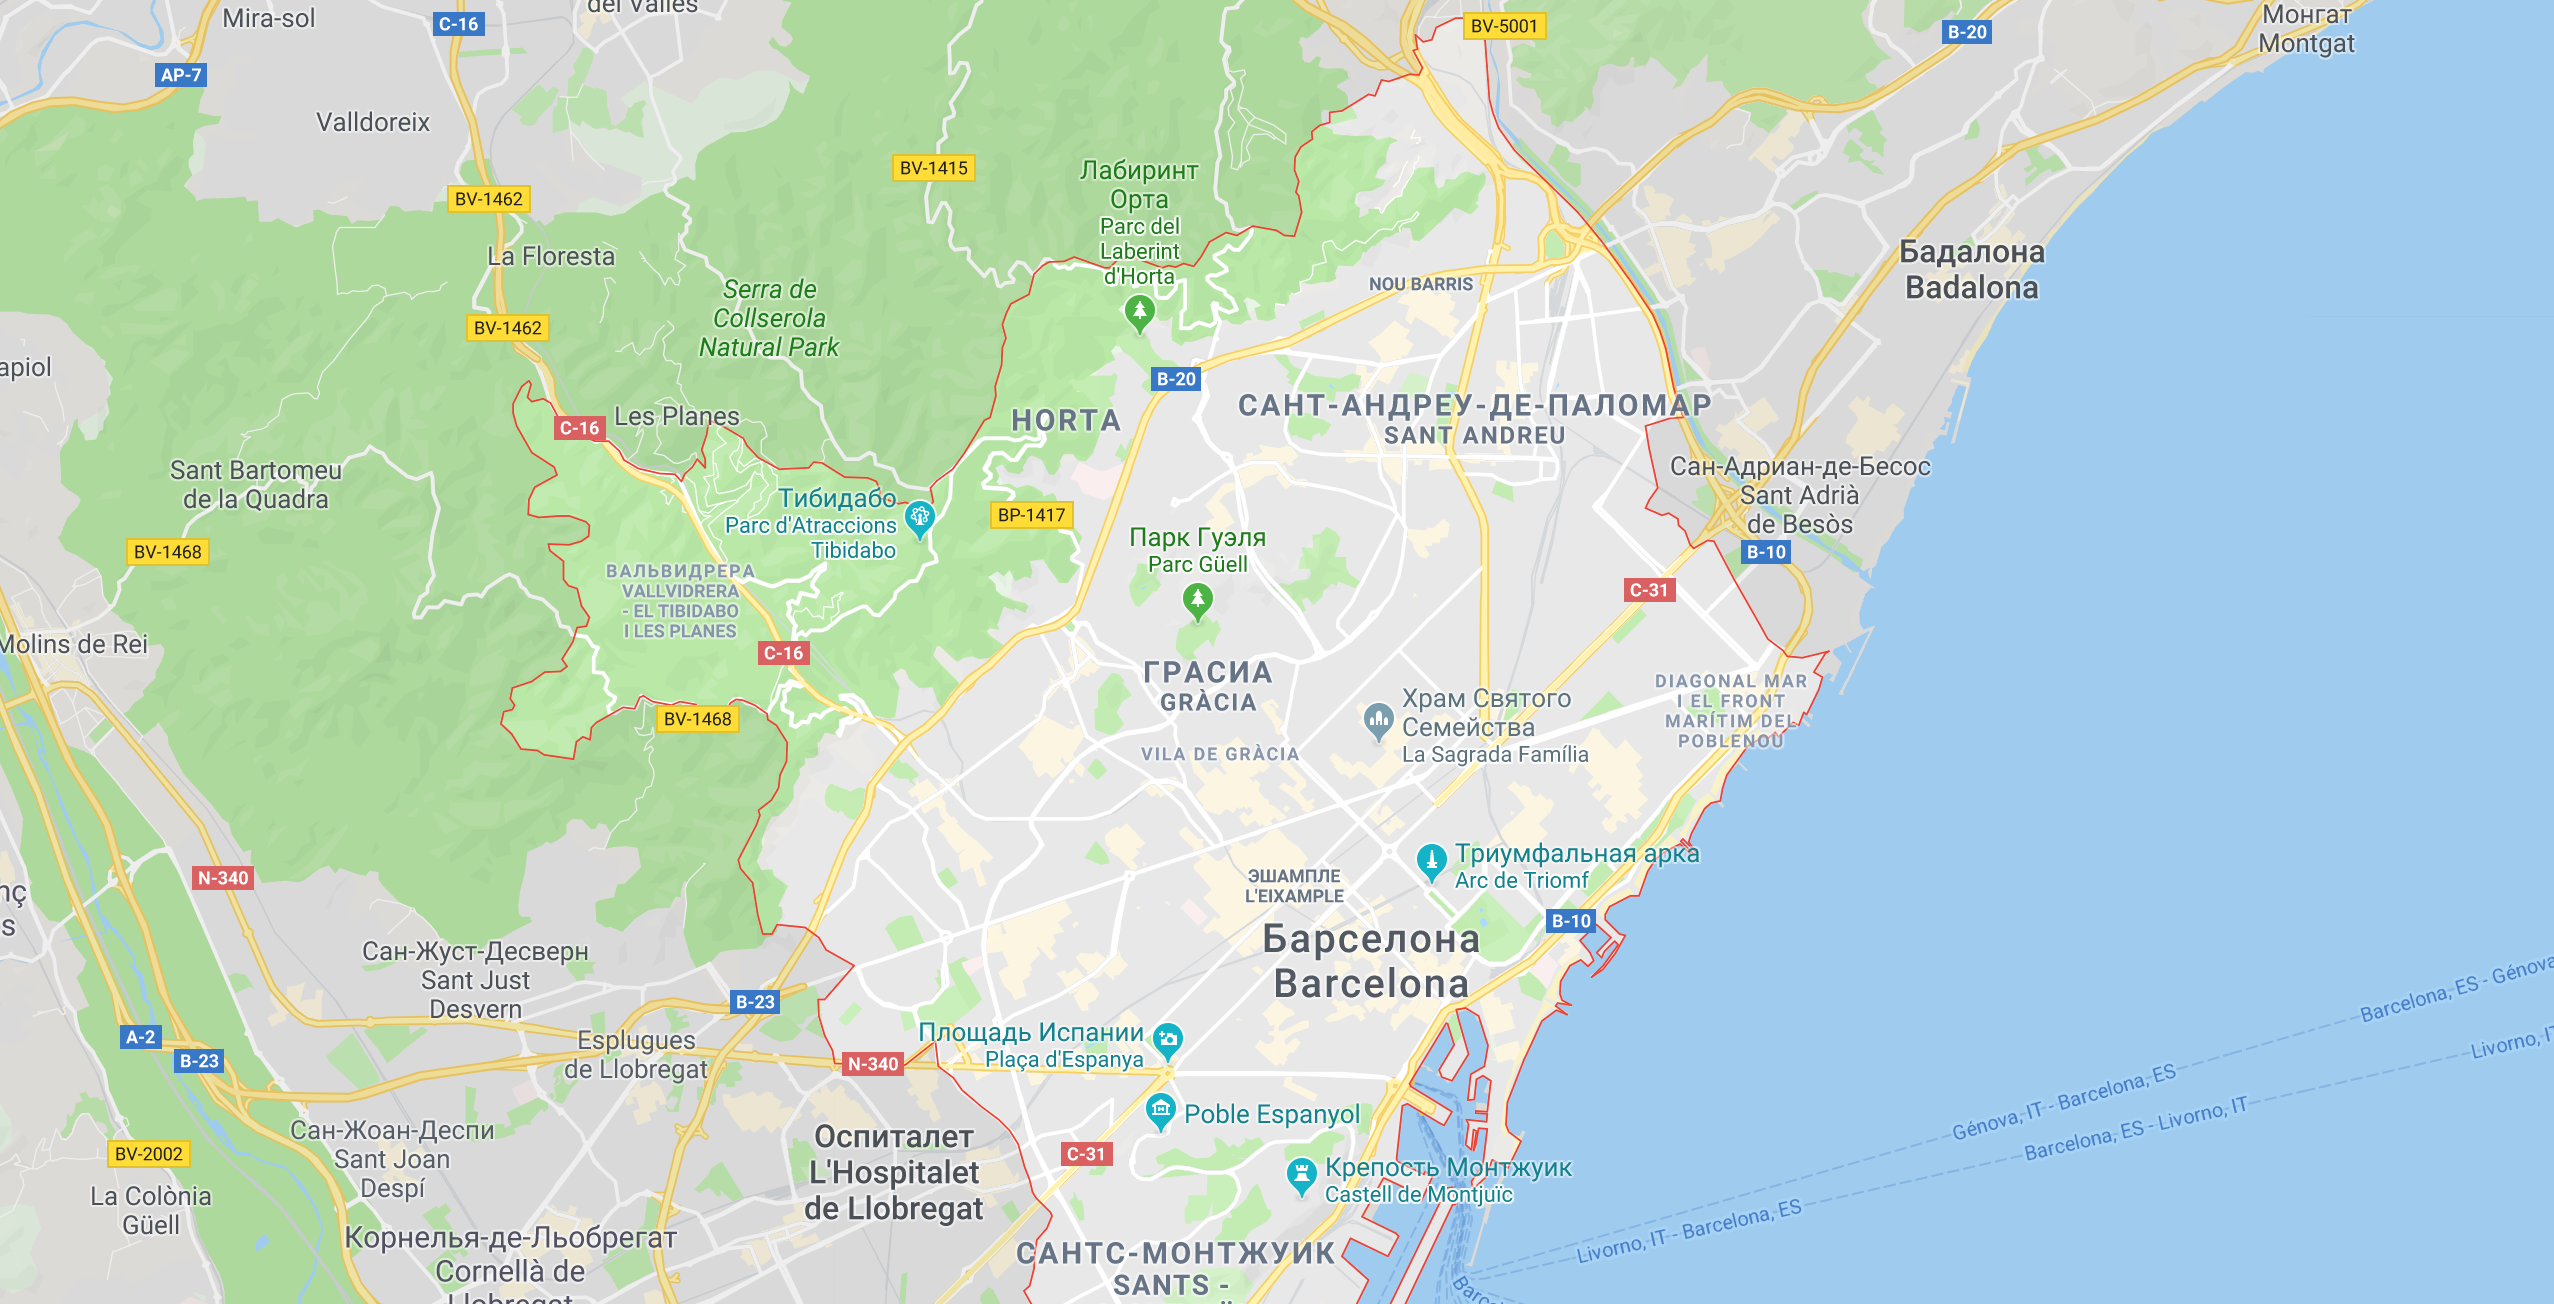 del Vallès
Mira-sol
C-16
BV-5001
B-20
Монгат
Montgat
AP-7
Valldoreix
BV-1415
Лабиринт
Орта
Parc del
Laberint
d'Horta
BV-1462
La Floresta
Бадалона
Badalona
Serra de
Collserola
Natural Park
NOU BARRIS
BV-1462
B-20
HORTA
САНТ-АНДРЕУ-ДЕ-ПАЛОМАР
SANT ANDREU
Les Planes
C-16
apiol
Sant Bartomeu
de la Quadra
Сан-Адриан-де-Бесос
Sant Adrià
de Besòs
Тибидабо
Parc d'Atraccions
Tibidabo
BP-1417
BV-1468
B-10
Парк Гуэля
Parc Güell
ВАЛЬВИДРЕРА
VALLVIDRERA
- EL TIBIDABO
I LES PLANES
C-31
Molins de Rei
C-16
ГРАСИА
GRÀCIA
DIAGONAL MAR
I EL FRONT
MARÍTIM DEL
POBLENOU
BV-1468
Храм Святого
Семейства
La Sagrada Família
VILA DE GRÀCIA
Триумфальная арка
Arc de Triomf
N-340
ЭШАМПЛЕ
L'EIXAMPLE
nç
s
B-10
Барселона
Barcelona
Сан-Жуст-Десверн
Sant Just
Desvern
B-23
Barcelona, ES - Génova
Площадь Испании
Plaça d'Espanya
A-2
B-23
Esplugues
de Llobregat
N-340
Livorno, IT
Génova, IT - Barcelona, ES
Barcelona, ES - Livorno, IT
Poble Espanyol
Сан-Жоан-Деспи
Sant Joan
Despí
BV-2002
Оспиталет
L'Hospitalet
de Llobregat
C-31
Крепость Монтжуик
Castell de Montjuïc
La Colònia
Güell
Livorno, IT - Barcelona, ES
Корнелья-де-Льобрегат
Cornellà de
Llobregat
САНТС-МОНТЖУИК
SANTS -
Barce